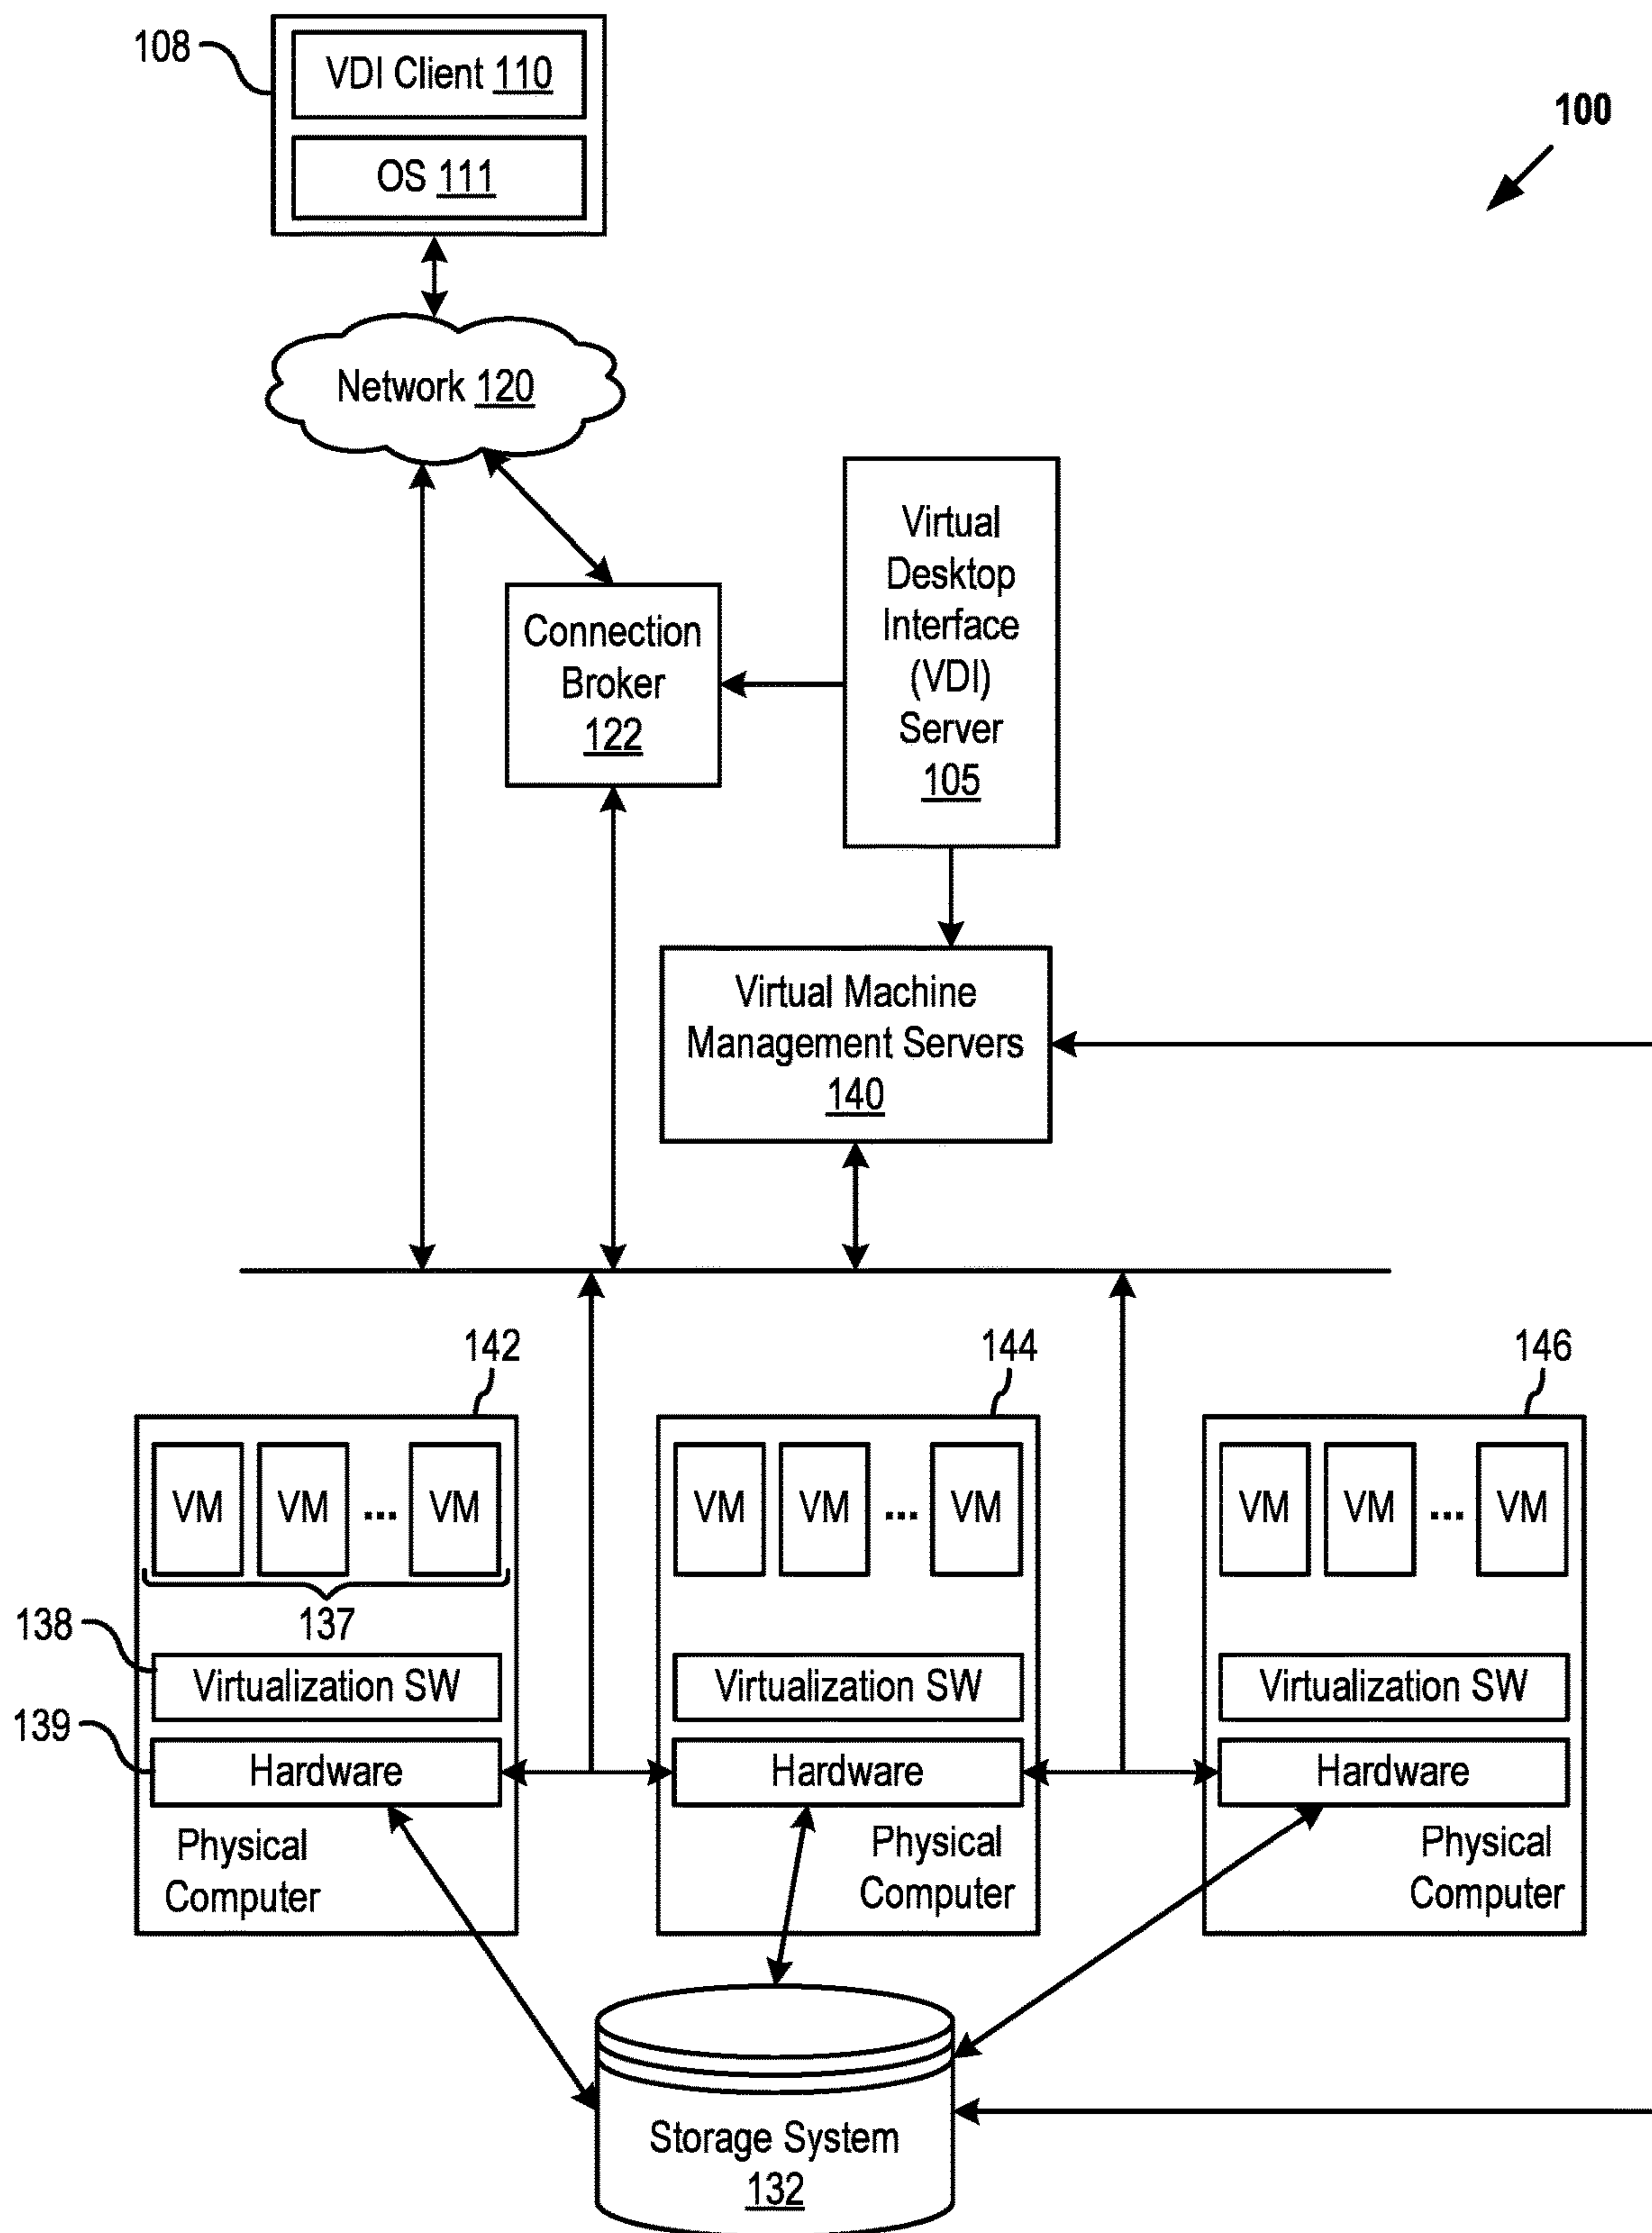 108
VDI Client 110
OS 111
100
Network 120
Connection
Broker
122
Virtual
Desktop
Interface
(VDI)
Server
105
Virtual Machine
Management Servers
140
142
144
146
VM VM ... VM
VM VM ... VM
VM VM ... VM
137
138
Virtualization SW
Virtualization SW
Virtualization SW
139
Hardware
Hardware
Hardware
Physical
Computer
Physical
Computer
Physical
Computer
Storage System
132